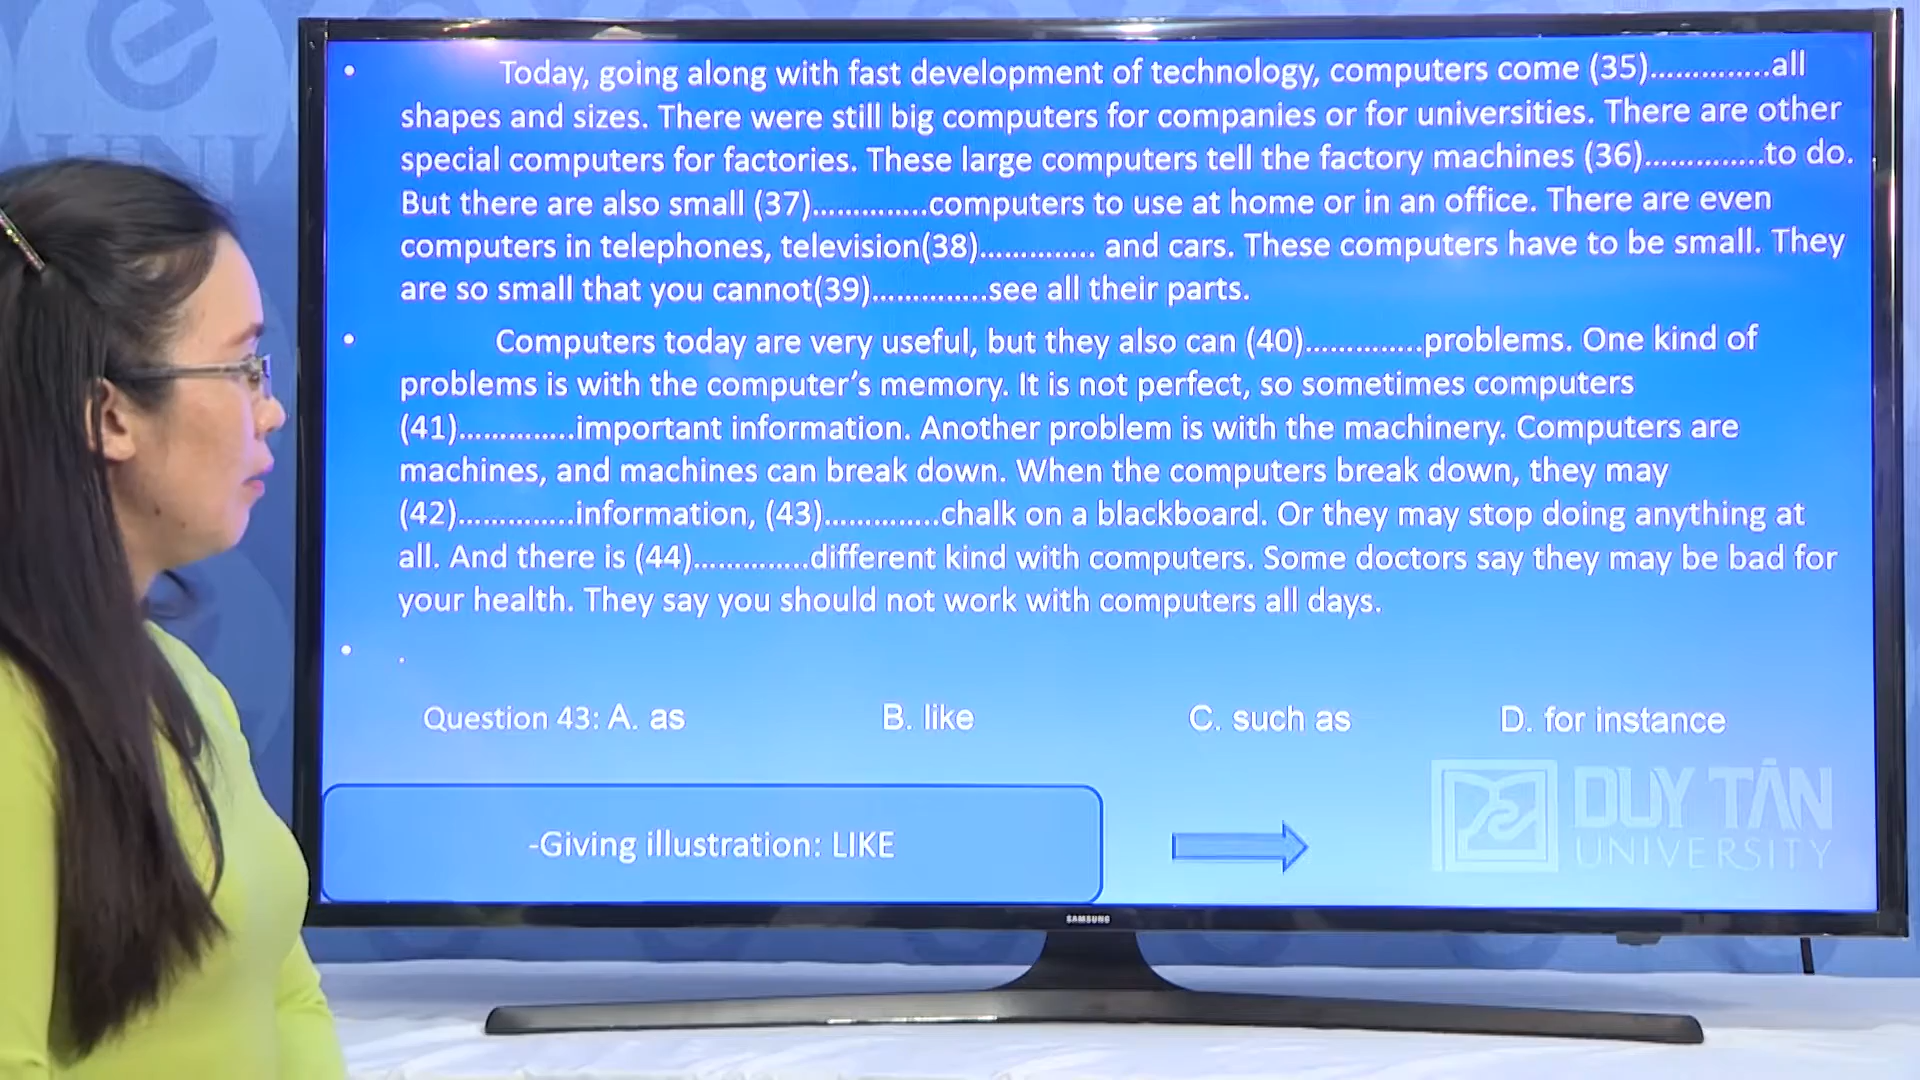 • Today, going along with fast development of technology, computers come (35)..............all
shapes and sizes. There were still big computers for companies or for universities. There are other
special computers for factories. These large computers tell the factory machines (36)..............to do.
But there are also small (37)..............computers to use at home or in an office. There are even
computers in telephones, television(38).............. and cars. These computers have to be small. They
are so small that you cannot(39)..............see all their parts.
• Computers today are very useful, but they also can (40)..............problems. One kind of
problems is with the computer’s memory. It is not perfect, so sometimes computers
(41)..............important information. Another problem is with the machinery. Computers are
machines, and machines can break down. When the computers break down, they may
(42)..............information, (43)..............chalk on a blackboard. Or they may stop doing anything at
all. And there is (44)..............different kind with computers. Some doctors say they may be bad for
your health. They say you should not work with computers all days.
• .
Question 43: A. as B. like C. such as D. for instance
-Giving illustration: LIKE
DUY TÂN
UNIVERSITY
SAMSUNG